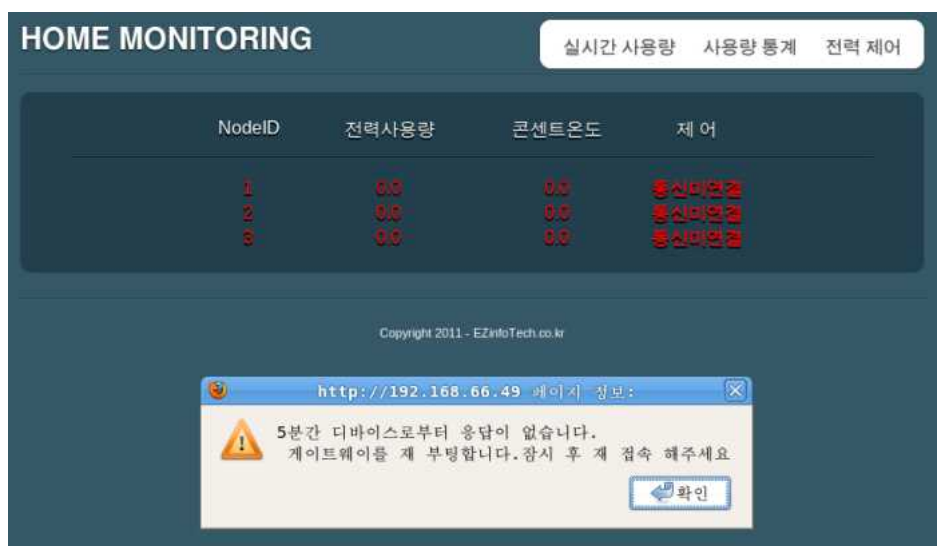 HOME MONITORING
실시간 사용량 사용량 통계 전력 제어
NodeID 전력사용량 콘센트온도 제 어
1 0.0 0.0 통신미연결
2 0.0 0.0 통신미연결
3 0.0 0.0 통신미연결
Copyright 2011 - EZinfoTech.co.kr
http://192.168.66.49 페이지 정보:
5분간 디바이스로부터 응답이 없습니다.
게이트웨이를 재 부팅합니다.잠시 후 재 접속 해주세요
확인